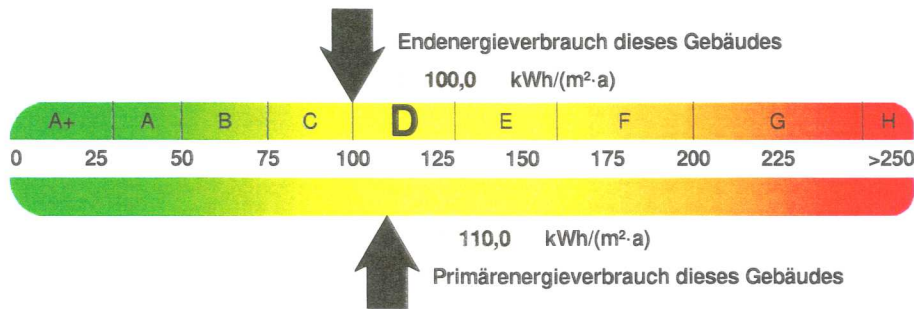 Endenergieverbrauch dieses Gebäudes
100,0 kWh/(m²·a)
A+ A B C D E F G H
0 25 50 75 100 125 150 175 200 225 >250
110,0 kWh/(m²·a)
Primärenergieverbrauch dieses Gebäudes